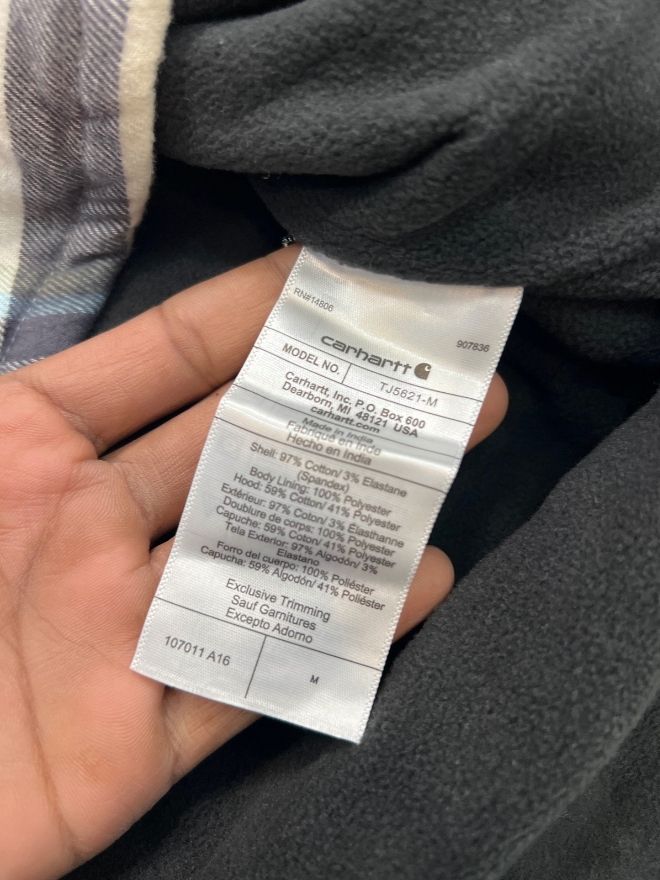 RN#14806
907836
carhartt
MODEL NO.
TJ5621-M
Carhartt, Inc. P.O. Box 600
Dearborn, MI 48121 USA
carhartt.com
Made in India
Fabriqué en Inde
Hecho en India
Shell: 97% Cotton/ 3% Elastane
(Spandex)
Body Lining: 100% Polyester
Hood: 59% Cotton/ 41% Polyester
Extérieur: 97% Coton/ 3% Élasthanne
Doublure de corps: 100% Polyester
Capuche: 59% Coton/ 41% Polyester
Tela Exterior: 97% Algodón/ 3%
Elastano
Forro del cuerpo: 100% Poliéster
Capucha: 59% Algodón/ 41% Poliéster
Exclusive Trimming
Sauf Garnitures
Excepto Adorno
107011 A16
M